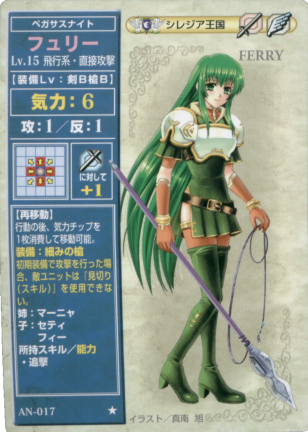 ペガサスナイト
フュリー
Lv.15 飛行系・直接攻撃
【装備Lv：剣B槍B】
気力：6
攻：1／反：1
に対して
+1
【再移動】
行動の後、気力チップを
1枚消費して移動可能。
装備：細みの槍
初期装備で攻撃を行った場
合、敵ユニットは『見切り
(スキル)』を使用できな
い。
姉：マーニャ
子：セティ
フィー
所持スキル／能力
・追撃
AN-017
★
シレジア王国
FERRY
イラスト／真南 旭